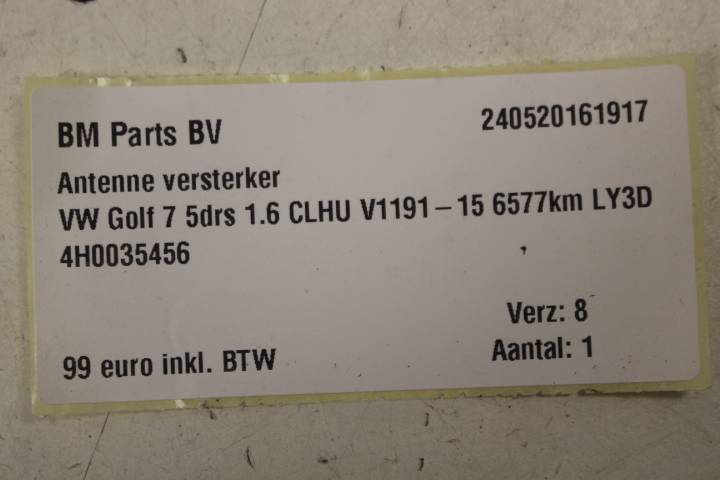 BM Parts BV 240520161917
Antenne versterker
VW Golf 7 5drs 1.6 CLHU V1191-15 6577km LY3D
4H0035456
Verz: 8
99 euro inkl. BTW Aantal: 1